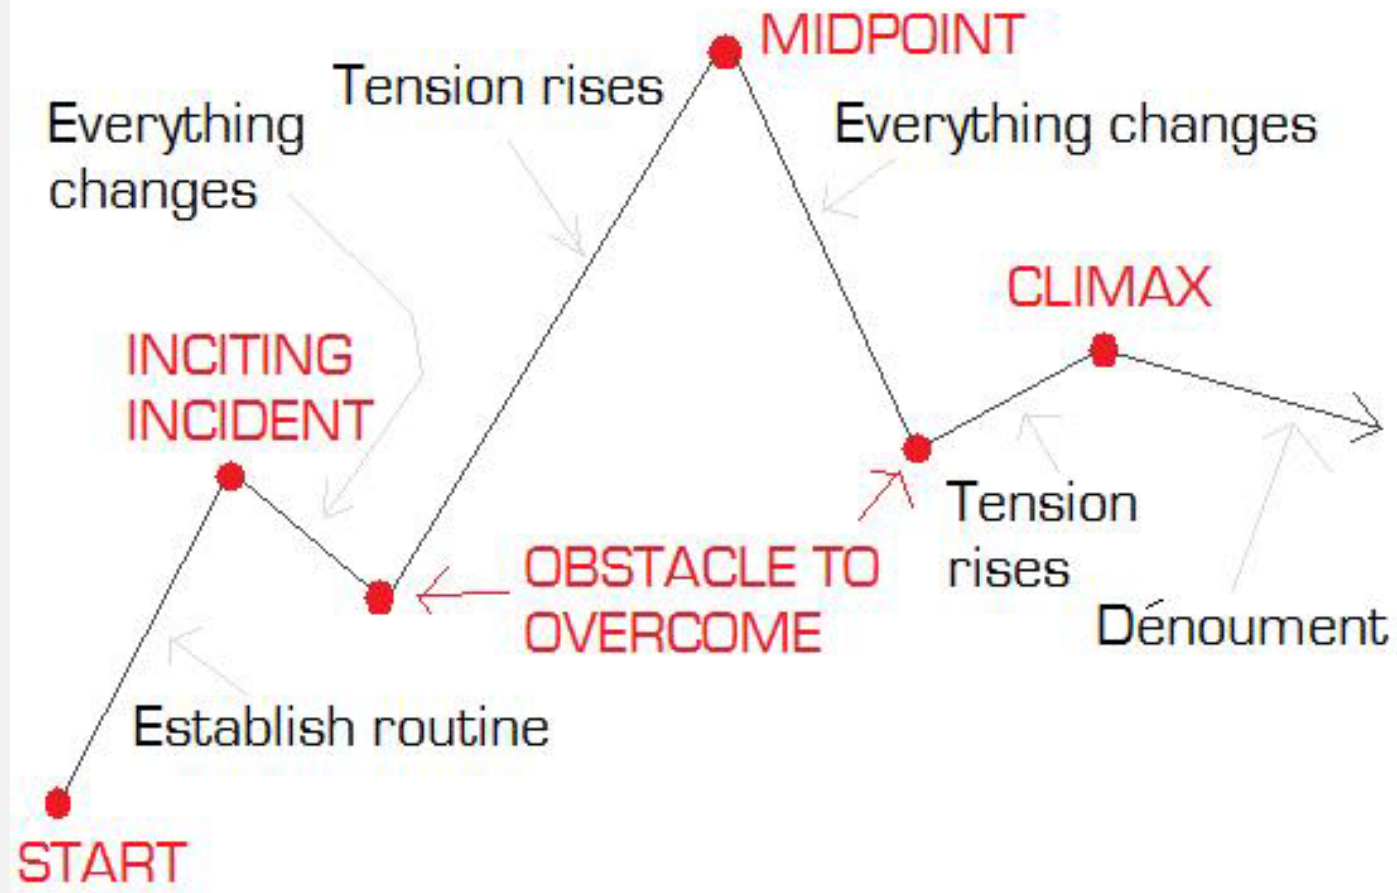 MIDPOINT
Tension rises
Everything
changes
Everything changes
CLIMAX
INCITING
INCIDENT
Tension
rises
OBSTACLE TO
OVERCOME
Dénoument
Establish routine
START